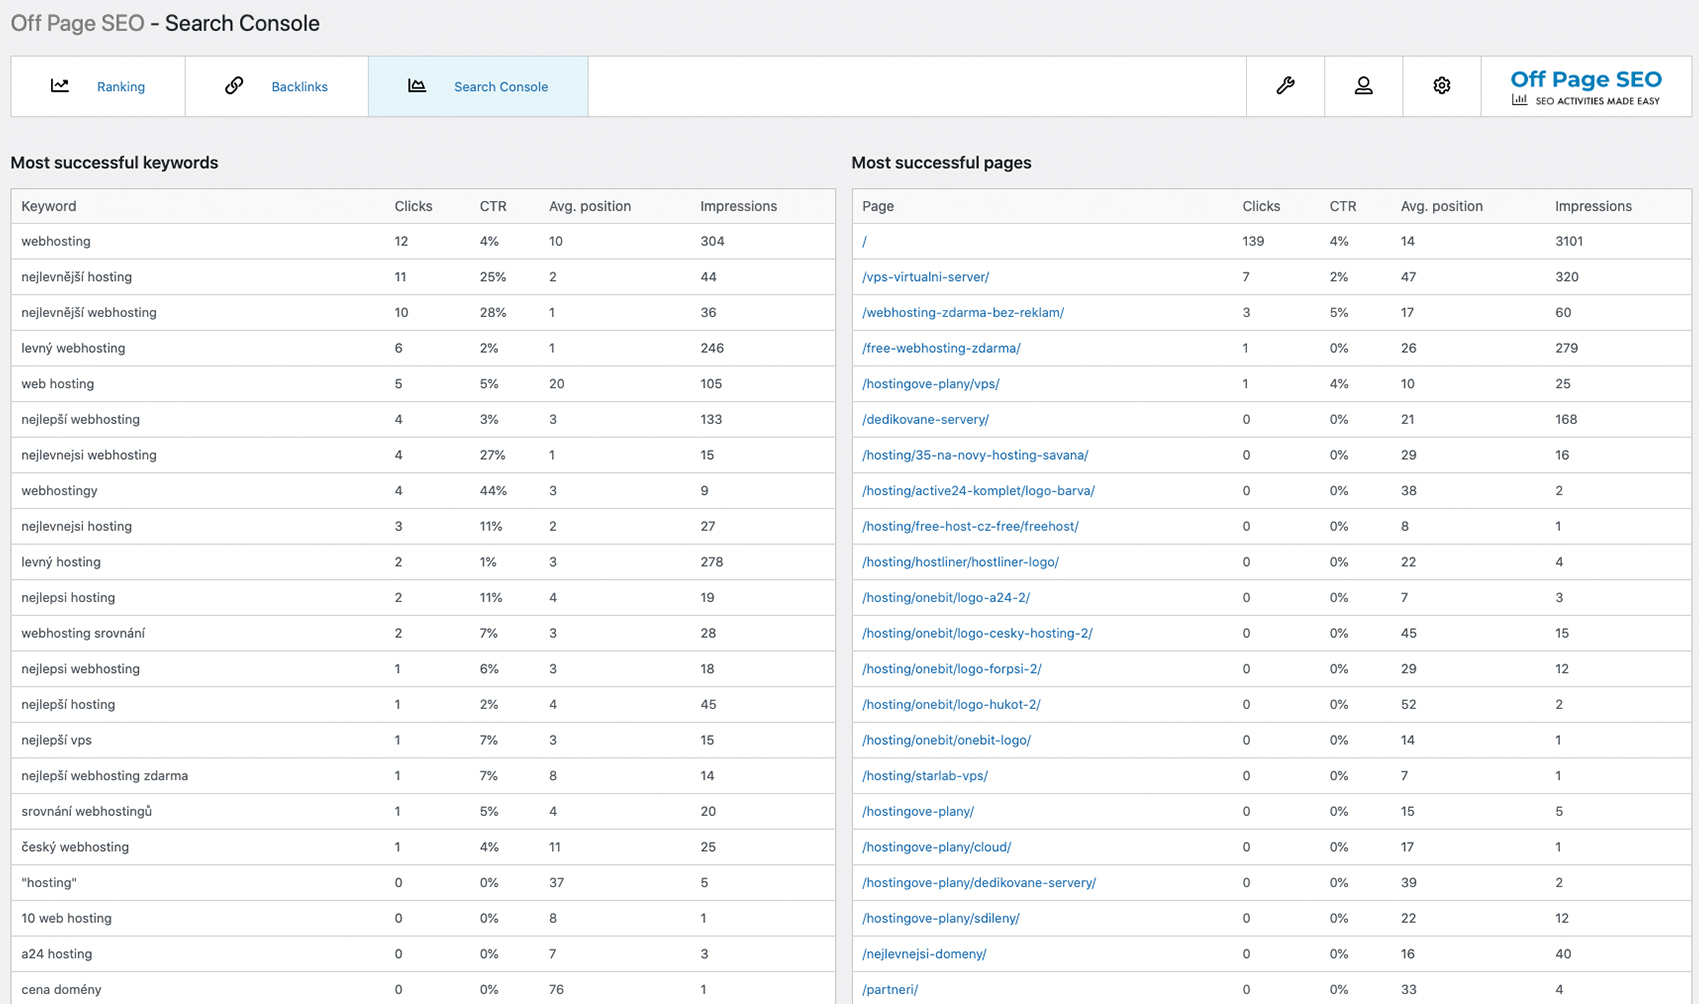 Off Page SEO - Search Console
Ranking
Backlinks
Search Console
Off Page SEO
SEO ACTIVITIES MADE EASY
Most successful keywords
Keyword Clicks CTR Avg. position Impressions
webhosting 12 4% 10 304
nejlevnější hosting 11 25% 2 44
nejlevnější webhosting 10 28% 1 36
levný webhosting 6 2% 1 246
web hosting 5 5% 20 105
nejlepší webhosting 4 3% 3 133
nejlevnejsi webhosting 4 27% 1 15
webhostingy 4 44% 3 9
nejlevnejsi hosting 3 11% 2 27
levný hosting 2 1% 3 278
nejlepsi hosting 2 11% 4 19
webhosting srovnání 2 7% 3 28
nejlepsi webhosting 1 6% 3 18
nejlepší hosting 1 2% 4 45
nejlepší vps 1 7% 3 15
nejlepší webhosting zdarma 1 7% 8 14
srovnání webhostingů 1 5% 4 20
český webhosting 1 4% 11 25
"hosting" 0 0% 37 5
10 web hosting 0 0% 8 1
a24 hosting 0 0% 7 3
cena domény 0 0% 76 1
Most successful pages
Page Clicks CTR Avg. position Impressions
/ 139 4% 14 3101
/vps-virtualni-server/ 7 2% 47 320
/webhosting-zdarma-bez-reklam/ 3 5% 17 60
/free-webhosting-zdarma/ 1 0% 26 279
/hostingove-plany/vps/ 1 4% 10 25
/dedikovane-servery/ 0 0% 21 168
/hosting/35-na-novy-hosting-savana/ 0 0% 29 16
/hosting/active24-komplet/logo-barva/ 0 0% 38 2
/hosting/free-host-cz-free/freehost/ 0 0% 8 1
/hosting/hostliner/hostliner-logo/ 0 0% 22 4
/hosting/onebit/logo-a24-2/ 0 0% 7 3
/hosting/onebit/logo-cesky-hosting-2/ 0 0% 45 15
/hosting/onebit/logo-forpsi-2/ 0 0% 29 12
/hosting/onebit/logo-hukot-2/ 0 0% 52 2
/hosting/onebit/onebit-logo/ 0 0% 14 1
/hosting/starlab-vps/ 0 0% 7 1
/hostingove-plany/ 0 0% 15 5
/hostingove-plany/cloud/ 0 0% 17 1
/hostingove-plany/dedikovane-servery/ 0 0% 39 2
/hostingove-plany/sdileny/ 0 0% 22 12
/nejlevnejsi-domeny/ 0 0% 16 40
/partneri/ 0 0% 33 4